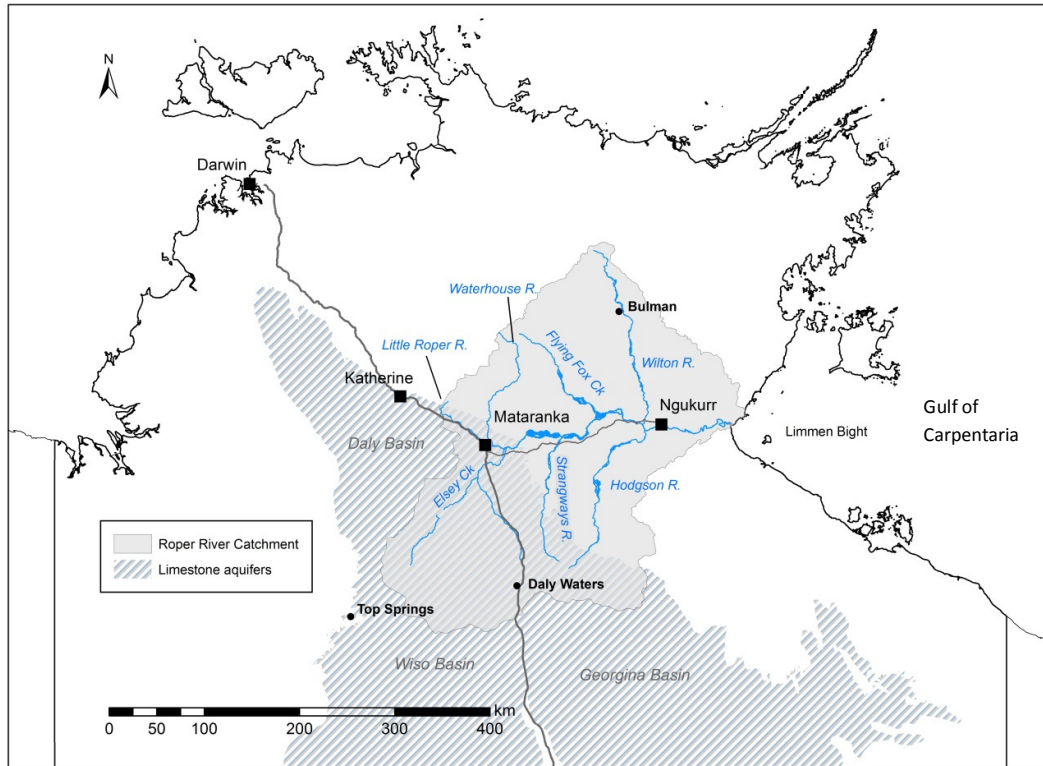 N
Darwin
Waterhouse R.
Bulman
Little Roper R.
Flying Fox Ck
Wilton R.
Katherine
Ngukurr
Mataranka
Gulf of
Carpentaria
Limmen Bight
Daly Basin
Elsey Ck
Strangways R.
Hodgson R.
Roper River Catchment
Limestone aquifers
Daly Waters
Top Springs
Wiso Basin
Georgina Basin
km
0 50 100 200 300 400